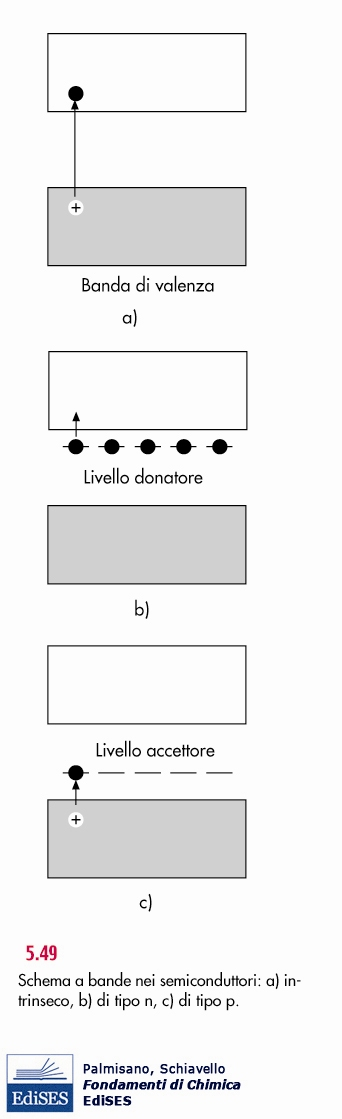 +
Banda di valenza
a)
Livello donatore
b)
Livello accettore
+
c)
5.49
Schema a bande nei semiconduttori: a) in-
trinseco, b) di tipo n, c) di tipo p.
EdiSES
Palmisano, Schiavello
Fondamenti di Chimica
EdiSES